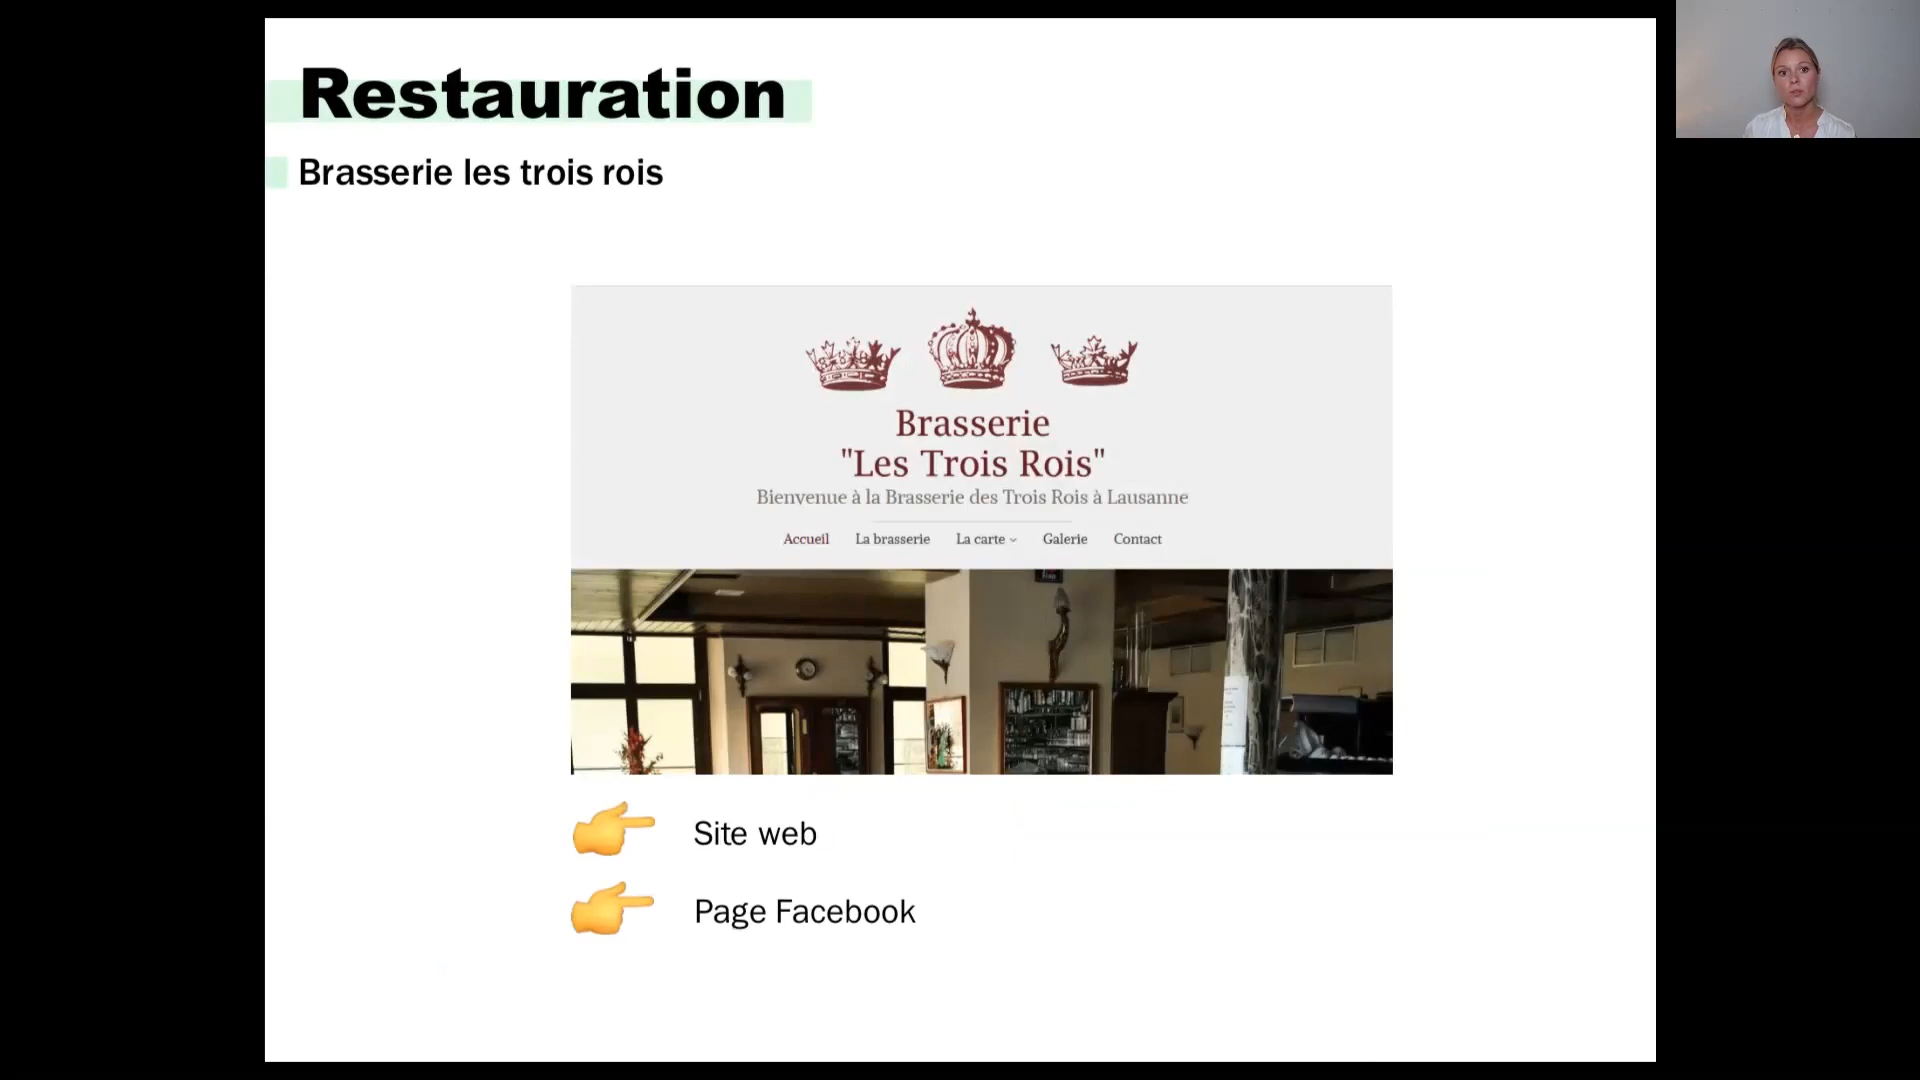 Restauration
Brasserie les trois rois
Brasserie
"Les Trois Rois"
Bienvenue à la Brasserie des Trois Rois à Lausanne
Accueil La brasserie La carte Galerie Contact
Site web
Page Facebook